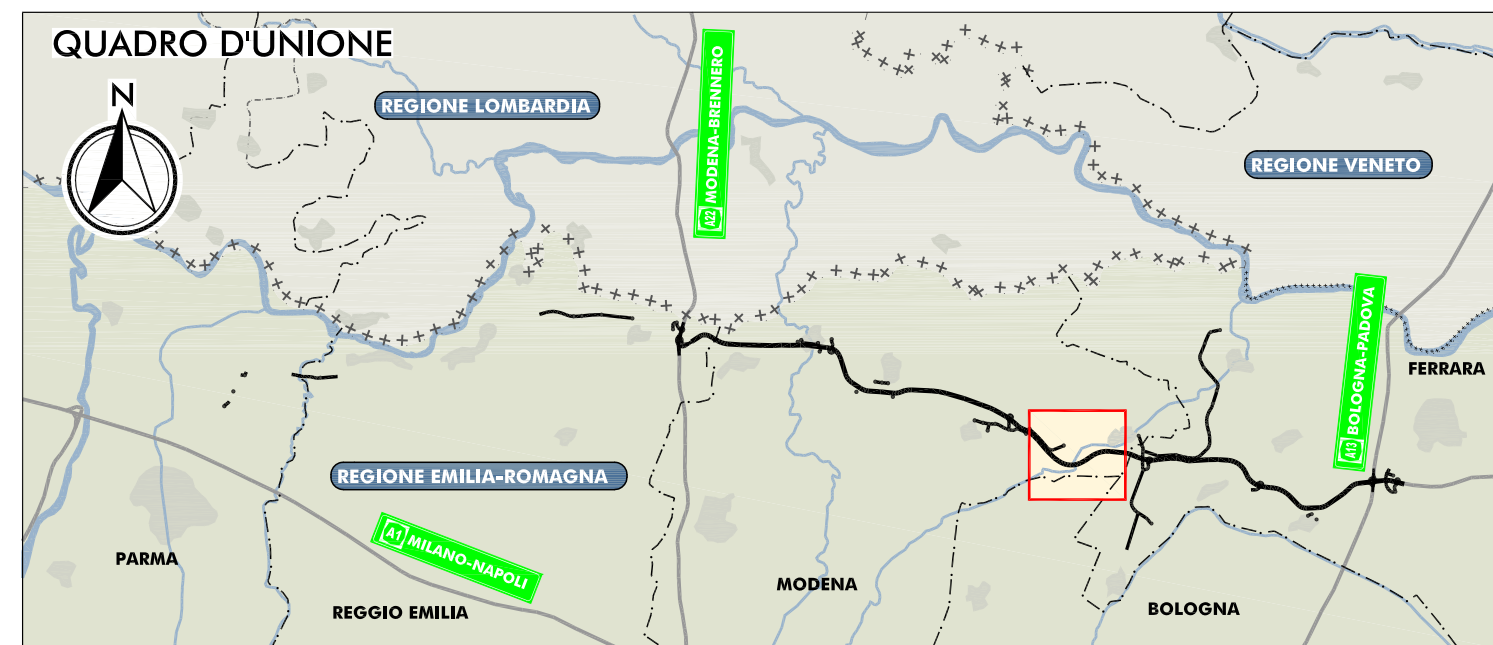 QUADRO D'UNIONE
N
REGIONE LOMBARDIA
A22 MODENA-BRENNERO
REGIONE VENETO
A13 BOLOGNA-PADOVA
FERRARA
REGIONE EMILIA-ROMAGNA
A1 MILANO-NAPOLI
PARMA
REGGIO EMILIA
MODENA
BOLOGNA